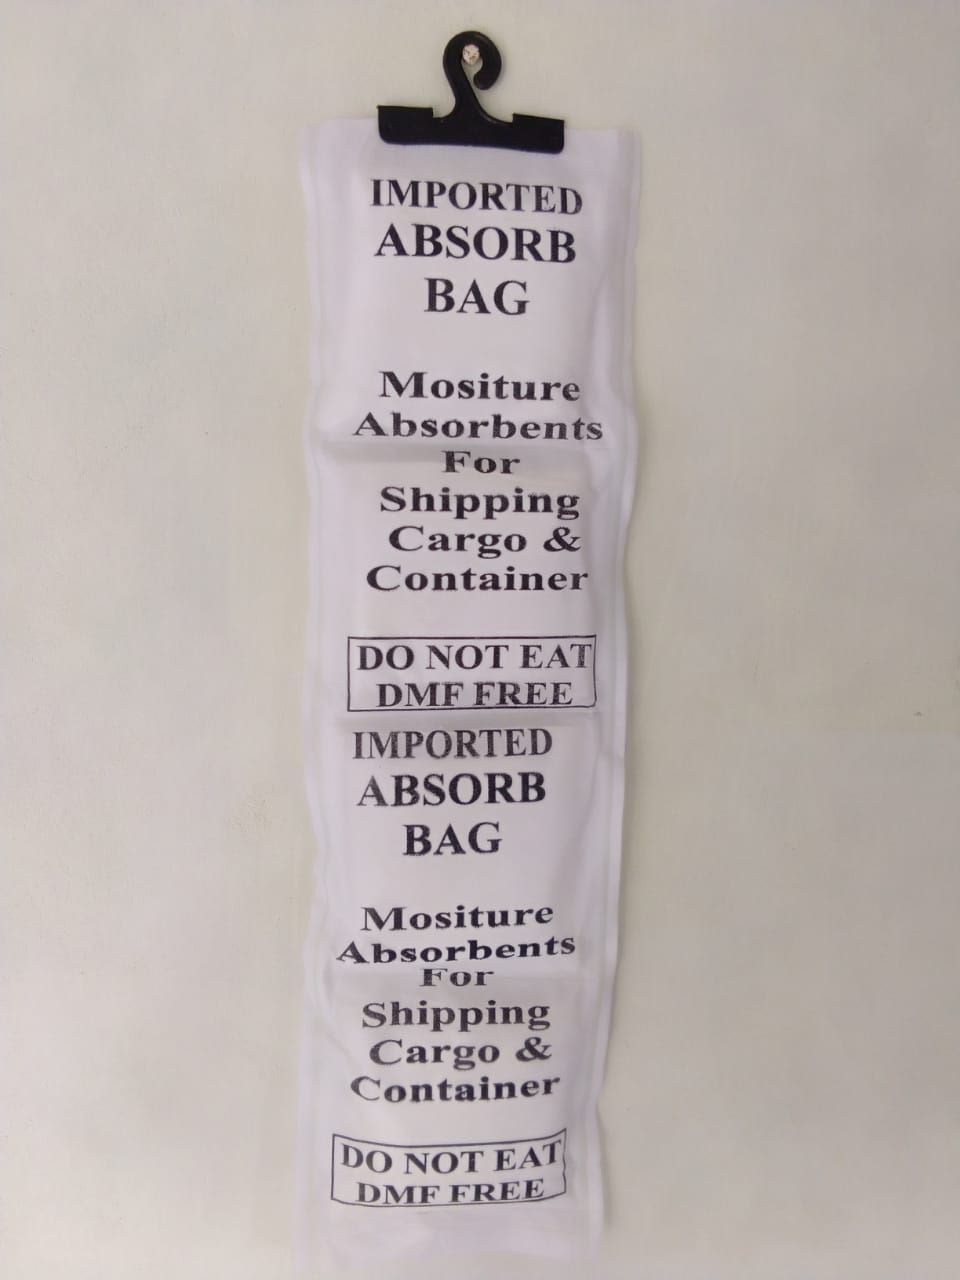 IMPORTED
ABSORB
BAG
Mositure
Absorbents
For
Shipping
Cargo &
Container
DO NOT EAT
DMF FREE
IMPORTED
ABSORB
BAG
Mositure
Absorbents
For
Shipping
Cargo &
Container
DO NOT EAT
DMF FREE